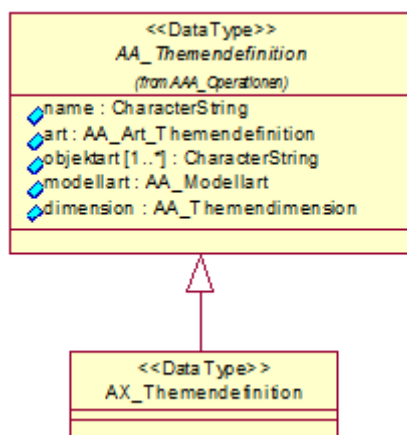 <<DataType>>
AA_Themendefinition
(from AAA_Operationen)
name : CharacterString
art : AA_Art_Themendefinition
objektart [1..*] : CharacterString
modellart : AA_Modellart
dimension : AA_Themendimension
<<DataType>>
AX_Themendefinition